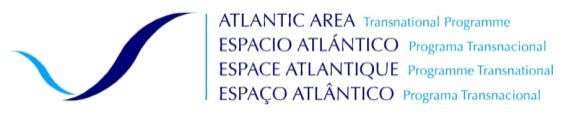 ATLANTIC AREA Transnational Programme
ESPACIO ATLÁNTICO Programa Transnacional
ESPACE ATLANTIQUE Programme Transnational
ESPAÇO ATLÂNTICO Programa Transnacional